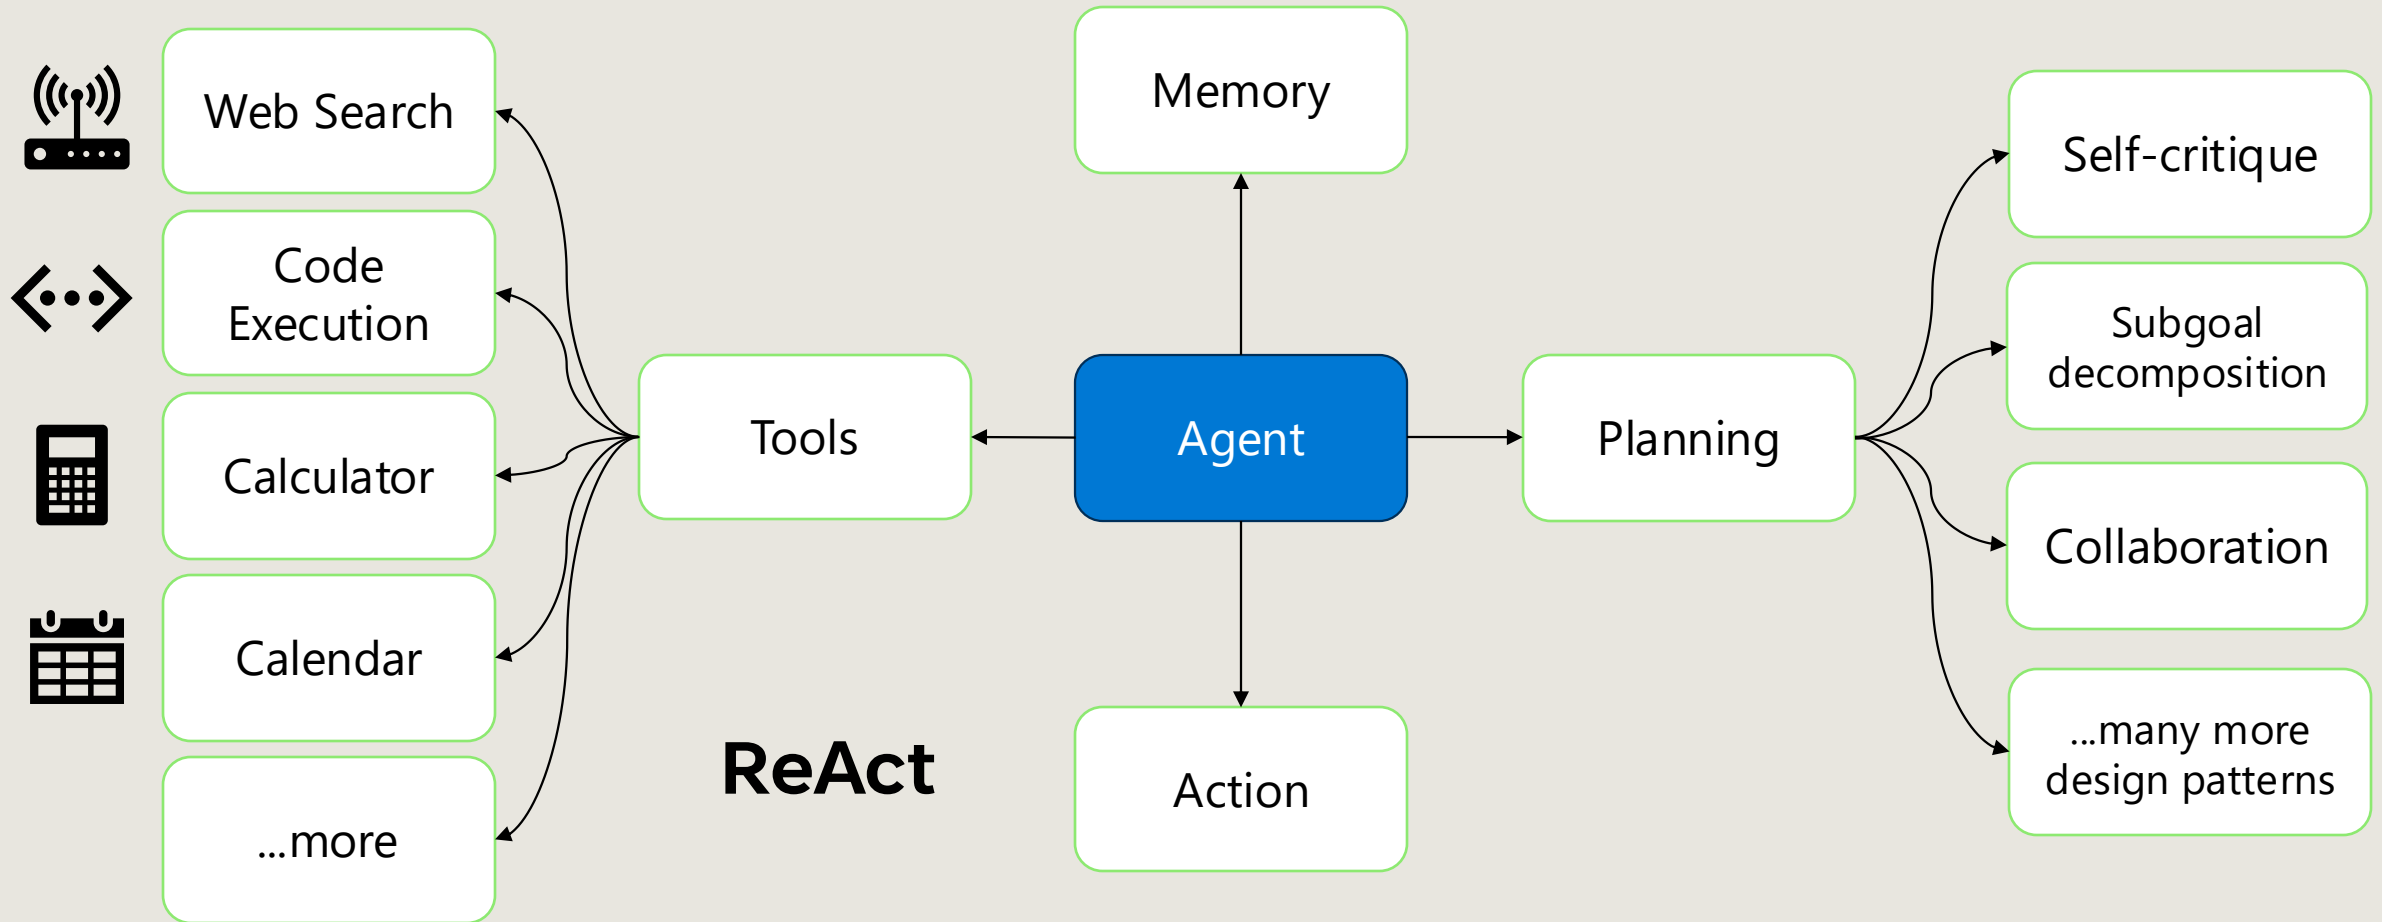 Web Search
Code
Execution
Calculator
Calendar
...more
Tools
Memory
Agent
Action
ReAct
Planning
Self-critique
Subgoal
decomposition
Collaboration
...many more
design patterns